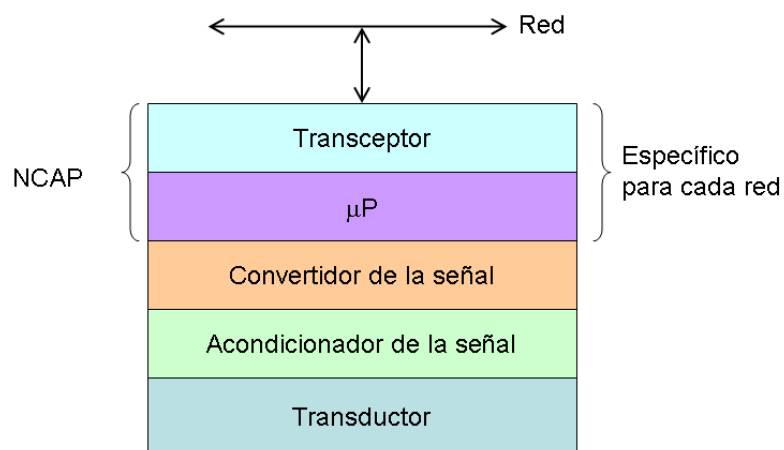 Red
Transceptor
NCAP
Específico
para cada red
μP
Convertidor de la señal
Acondicionador de la señal
Transductor